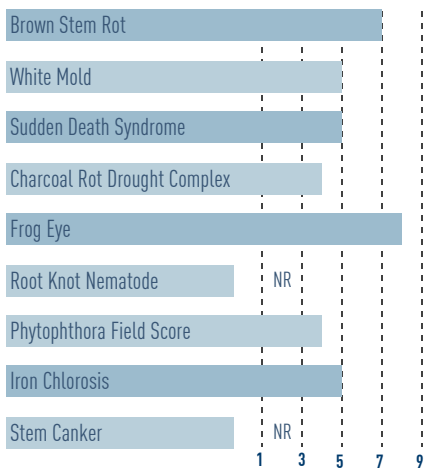 Brown Stem Rot
White Mold
Sudden Death Syndrome
Charcoal Rot Drought Complex
Frog Eye
Root Knot Nematode NR
Phytophthora Field Score
Iron Chlorosis
Stem Canker NR
1 3 5 7 9